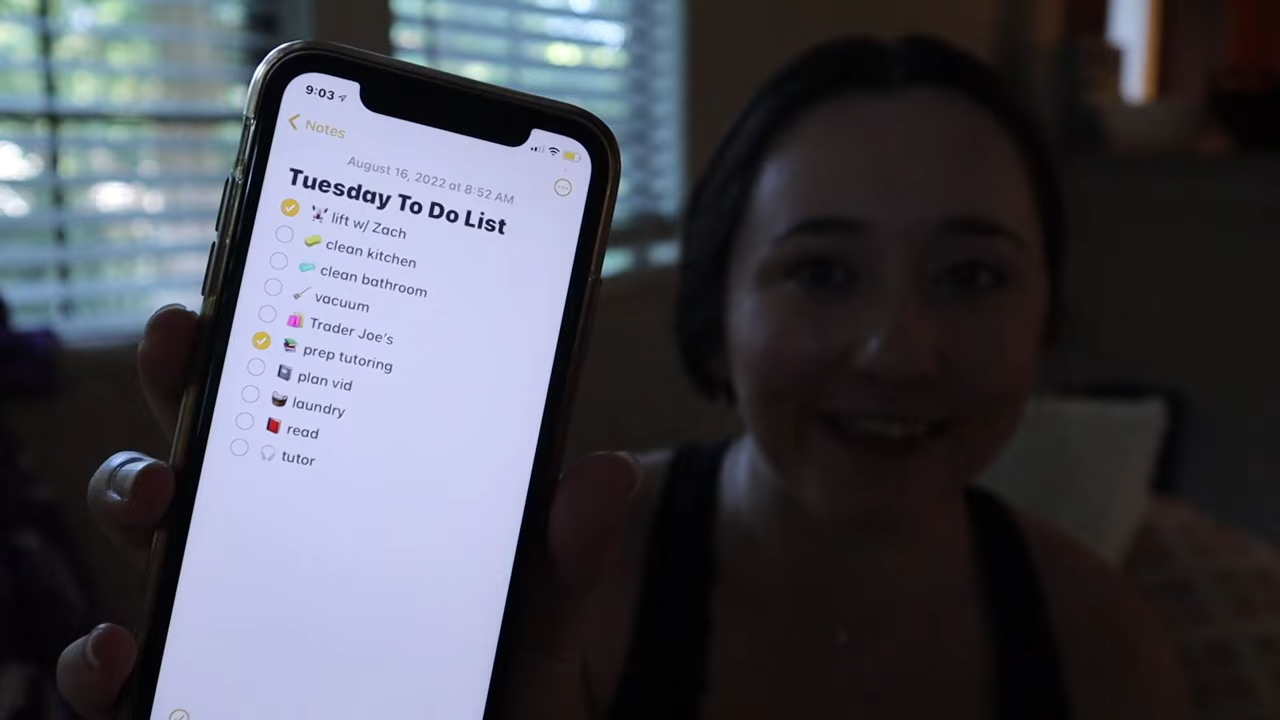 9:03
Notes
August 16, 2022 at 8:52 AM
Tuesday To Do List
lift w/ Zach
clean kitchen
clean bathroom
vacuum
Trader Joe's
prep tutoring
plan vid
laundry
read
tutor